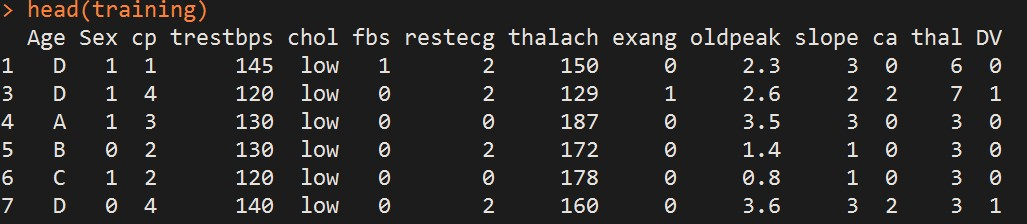 > head(training)
  Age Sex cp trestbps chol fbs restecg thalach exang oldpeak slope ca thal DV
1   D   1  1      145  low   1       2     150     0     2.3     3  0    6  0
3   D   1  4      120  low   0       2     129     1     2.6     2  2    7  1
4   A   1  3      130  low   0       0     187     0     3.5     3  0    3  0
5   B   0  2      130  low   0       2     172     0     1.4     1  0    3  0
6   C   1  2      120  low   0       0     178     0     0.8     1  0    3  0
7   D   0  4      140  low   0       2     160     0     3.6     3  2    3  1